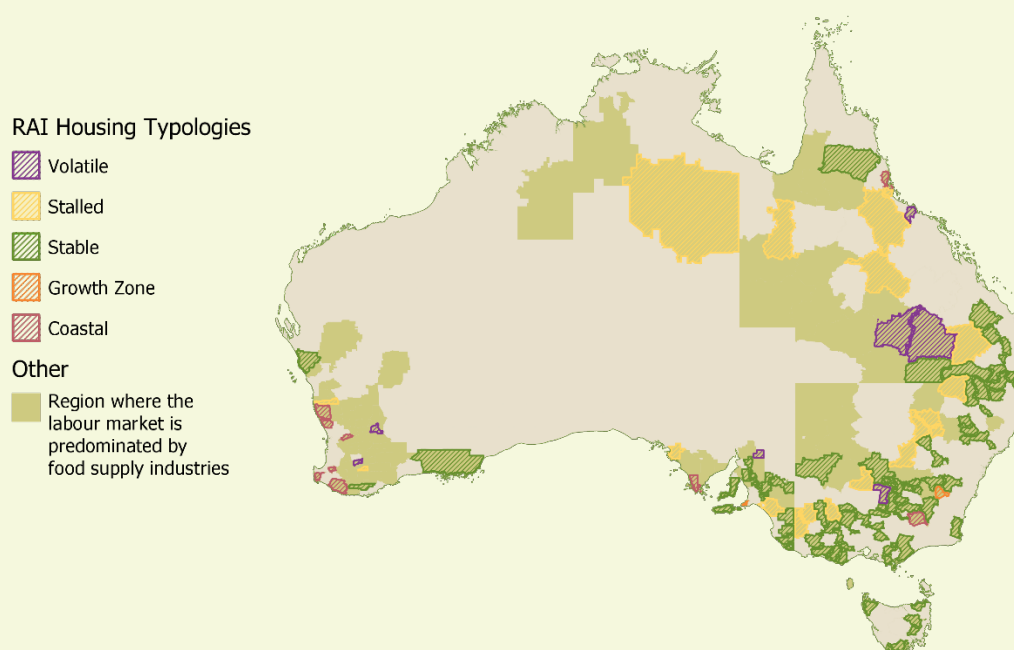 RAI Housing Typologies
Volatile
Stalled
Stable
Growth Zone
Coastal
Other
Region where the
labour market is
predominated by
food supply industries